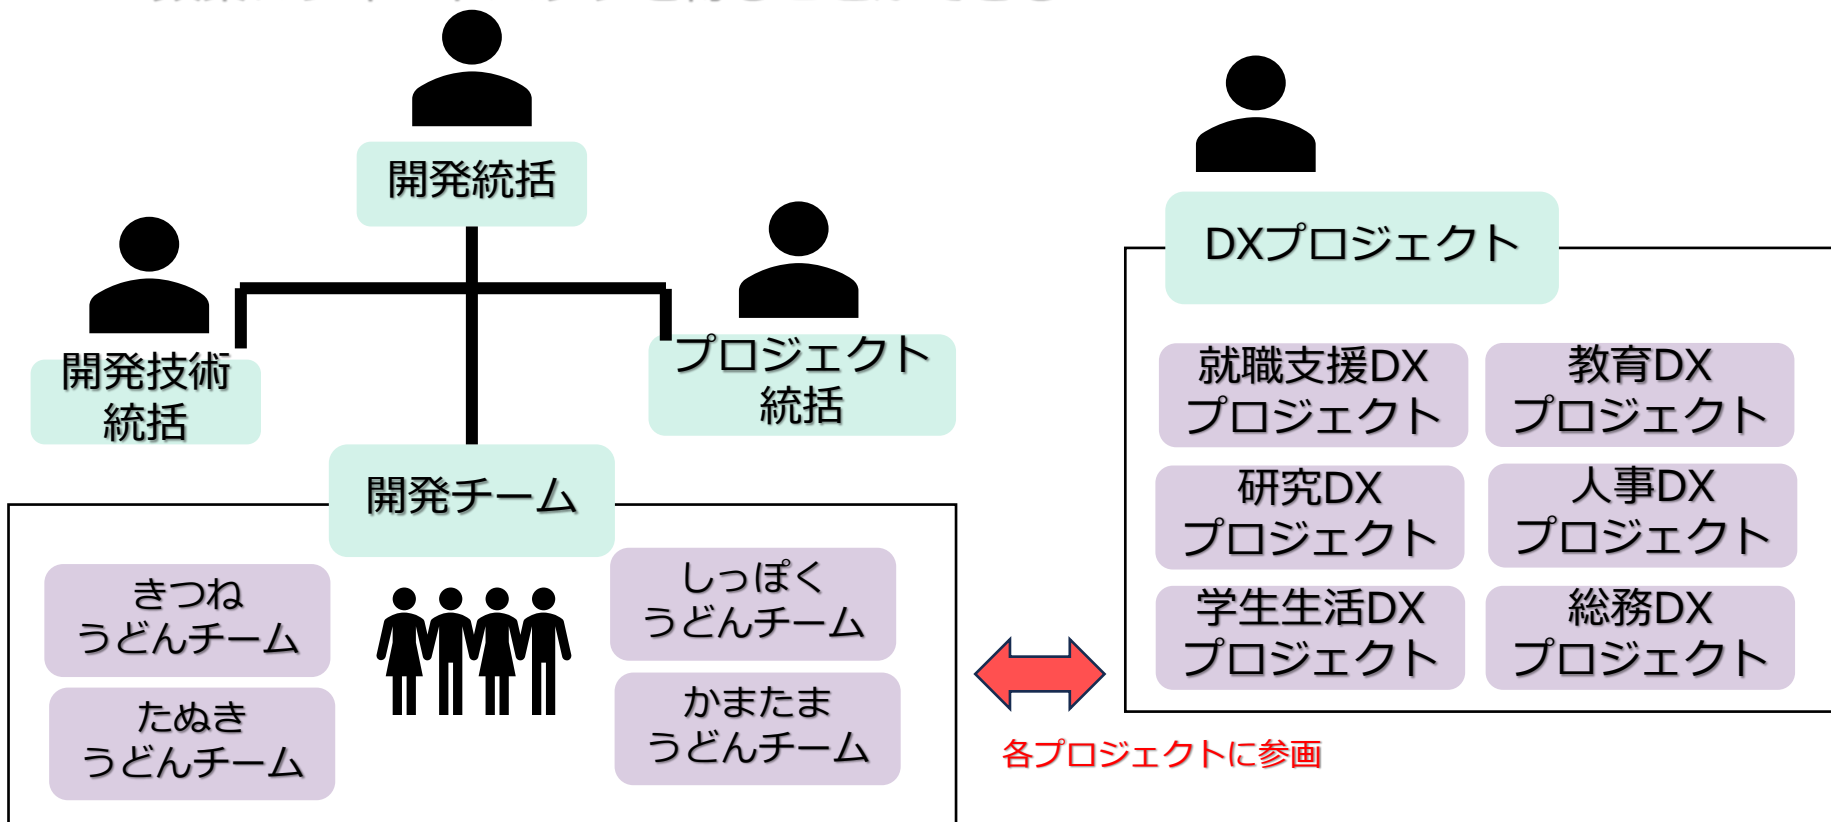 開発統括
開発技術
統括
プロジェクト
統括
開発チーム
きつね
うどんチーム
しっぽく
うどんチーム
たぬき
うどんチーム
かまたま
うどんチーム
各プロジェクトに参画
DXプロジェクト
就職支援DX
プロジェクト
教育DX
プロジェクト
研究DX
プロジェクト
人事DX
プロジェクト
学生生活DX
プロジェクト
総務DX
プロジェクト